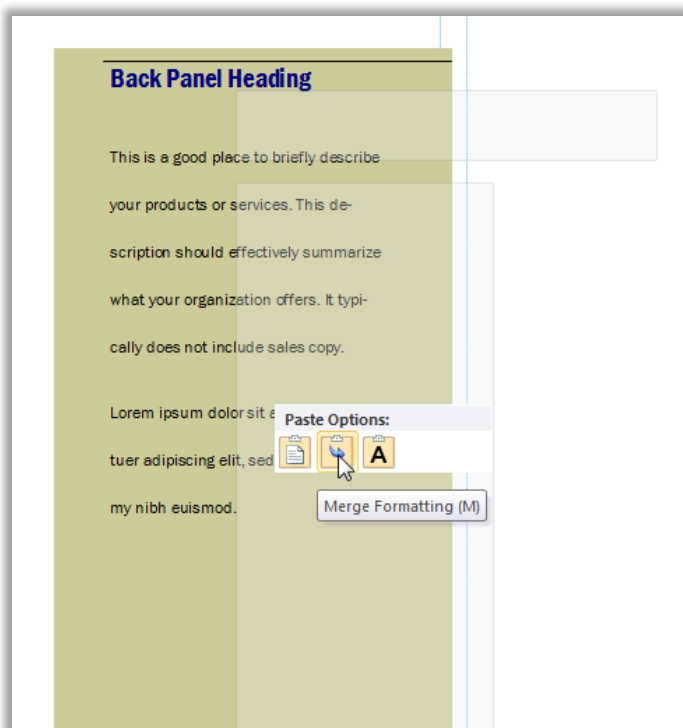 Back Panel Heading
This is a good place to briefly describe
your products or services. This de-
scription should effectively summarize
what your organization offers. It typi-
cally does not include sales copy.
Lorem ipsum dolor sit
Paste Options:
tuer adipiscing elit, sed
A
my nibh euismod.
Merge Formatting (M)